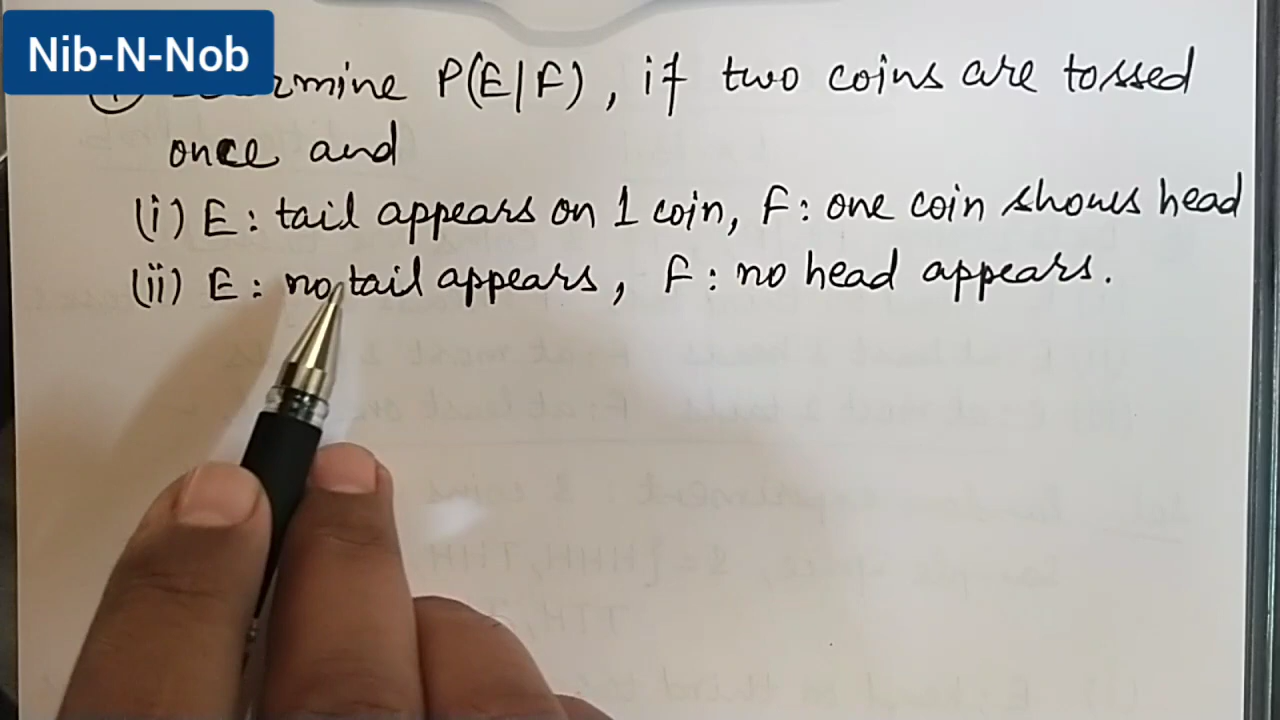 Nib-N-Nob
P(E/F), if two coins are tossed
once and
(i) E: tail appears on 1 coin, F: one coin shows head
(ii) E: no tail appears, F: no head appears.